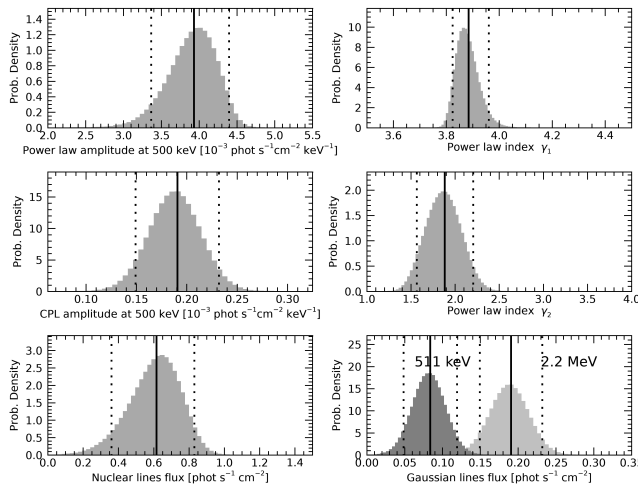 1.4
1.2
1.0
0.8
0.6
0.4
0.2
0.0
Prob. Density
2.0 2.5 3.0 3.5 4.0 4.5 5.0 5.5
Power law amplitude at 500 keV [10⁻³ phot s⁻¹cm⁻² keV⁻¹]
10
8
6
4
2
0
Prob. Density
3.6 3.8 4.0 4.2 4.4
Power law index γ₁
15
10
5
0
Prob. Density
0.10 0.15 0.20 0.25 0.30
CPL amplitude at 500 keV [10⁻³ phot s⁻¹cm⁻² keV⁻¹]
2.0
1.5
1.0
0.5
0.0
Prob. Density
1.0 1.5 2.0 2.5 3.0 3.5 4.0
Power law index γ₂
3.0
2.5
2.0
1.5
1.0
0.5
0.0
Prob. Density
0.0 0.2 0.4 0.6 0.8 1.0 1.2 1.4
Nuclear lines flux [phot s⁻¹ cm⁻²]
25
20
15
10
5
0
Prob. Density
511 keV 2.2 MeV
0.00 0.05 0.10 0.15 0.20 0.25 0.30 0.35
Gaussian lines flux [phot s⁻¹ cm⁻²]